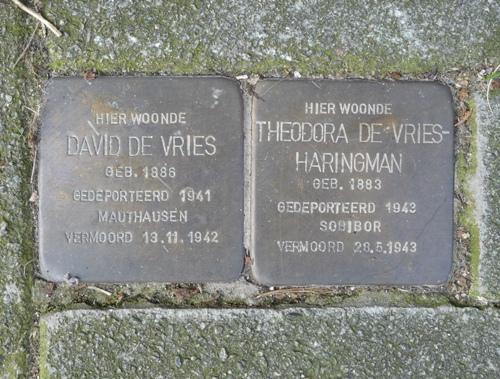 HIER WOONDE
DAVID DE VRIES
GEB. 1886
GEDEPORTEERD 1941
MAUTHAUSEN
VERMOORD 13.11.1942
HIER WOONDE
THEODORA DE VRIES-
HARINGMAN
GEB. 1883
GEDEPORTEERD 1943
SOBIBOR
VERMOORD 28.5.1943